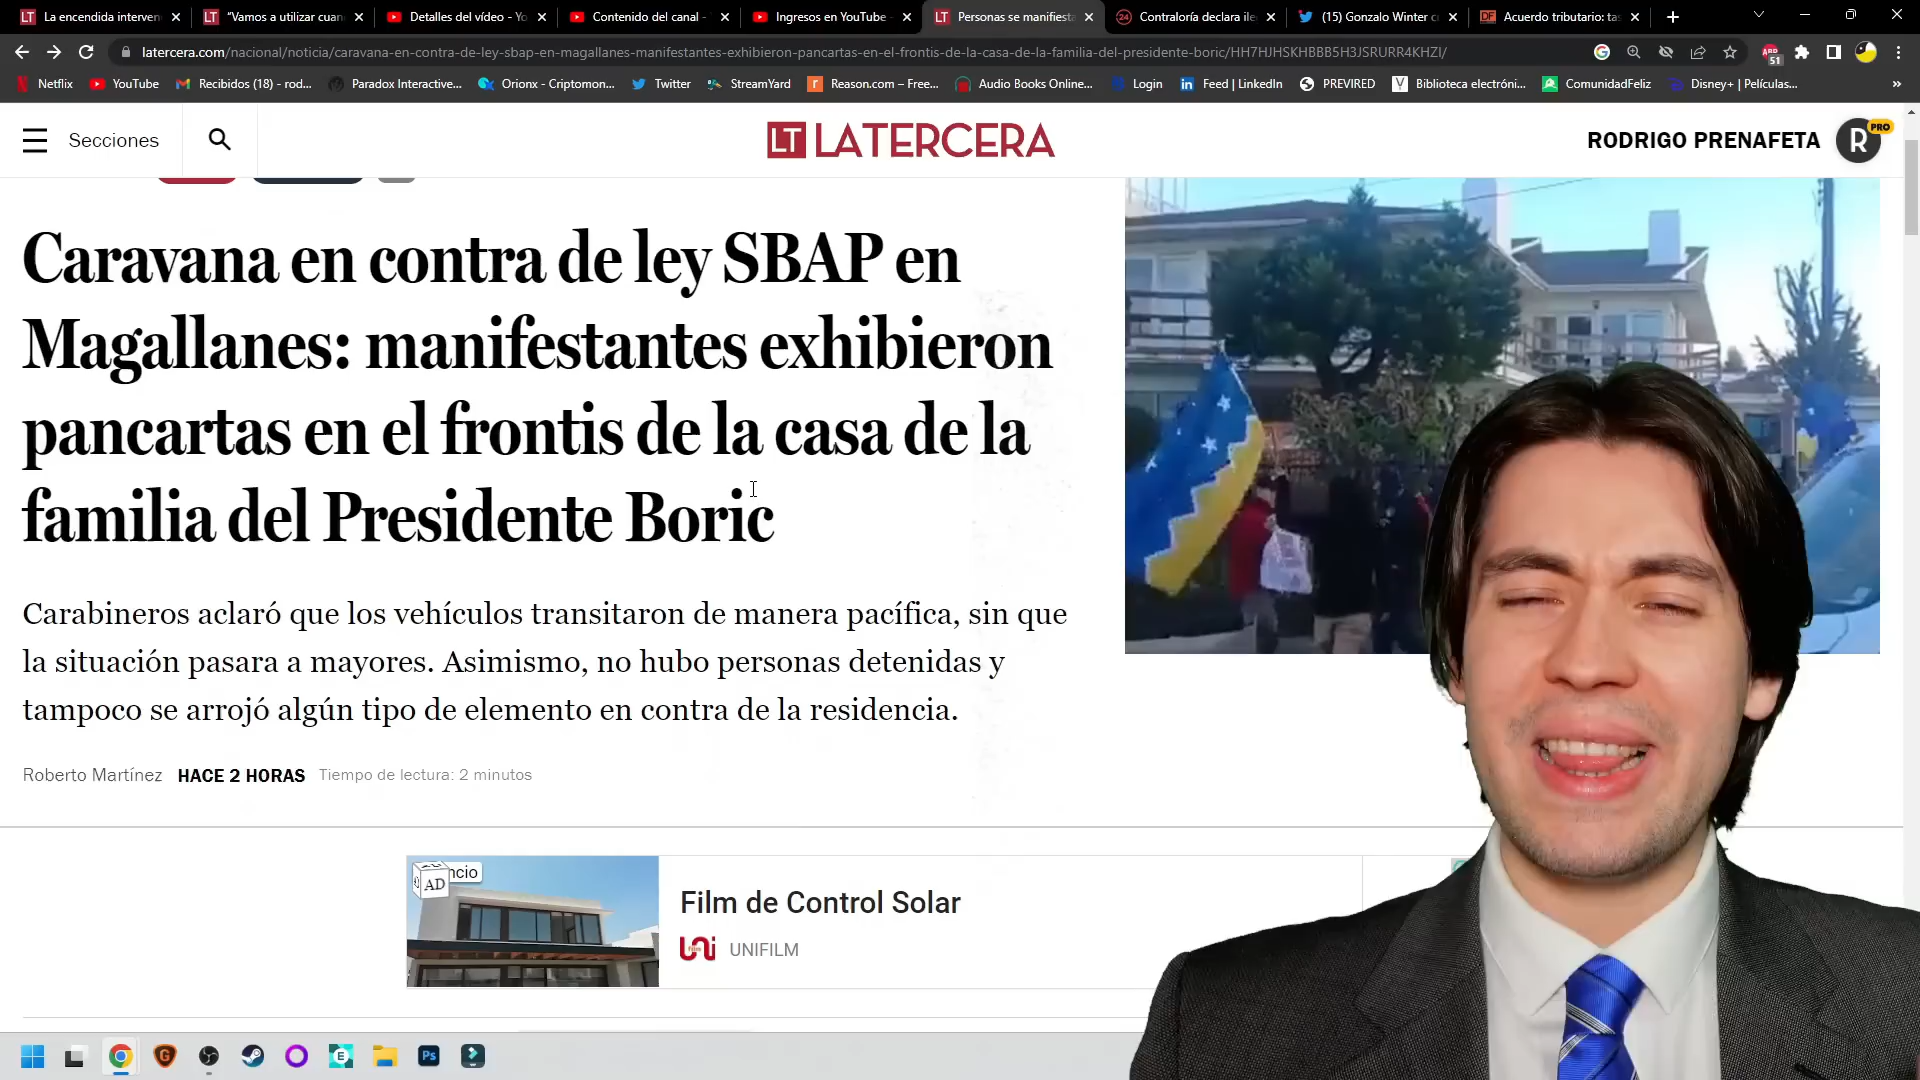 La encendida interven
"Vamos a utilizar cuan
Detalles del vídeo - Yo
Contenido del canal -
Ingresos en YouTube -
Personas se manifiesta
Contraloría declara ile
(15) Gonzalo Winter c
Acuerdo tributario: ta
latercera.com/nacional/noticia/caravana-en-contra-de-ley-sbap-en-magallanes-manifestantes-exhibieron-pancartas-en-el-frontis-de-la-casa-de-la-familia-del-presidente-boric/HH7HJHSKHBBB5H3JSRURR4KHZI/
51
Netflix
YouTube
Recibidos (18) - rod...
Paradox Interactive...
Orionx - Criptomon...
Twitter
StreamYard
Reason.com – Free...
Audio Books Online...
Login
Feed | LinkedIn
PREVIRED
Biblioteca electróni...
ComunidadFeliz
Disney+ | Películas...
Secciones
LT LATERCERA
RODRIGO PRENAFETA
R PRO
Caravana en contra de ley SBAP en
Magallanes: manifestantes exhibieron
pancartas en el frontis de la casa de la
familia del Presidente Boric
Carabineros aclaró que los vehículos transitaron de manera pacífica, sin que
la situación pasara a mayores. Asimismo, no hubo personas detenidas y
tampoco se arrojó algún tipo de elemento en contra de la residencia.
Roberto Martínez HACE 2 HORAS Tiempo de lectura: 2 minutos
ncio
AD
Film de Control Solar
UNIFILM